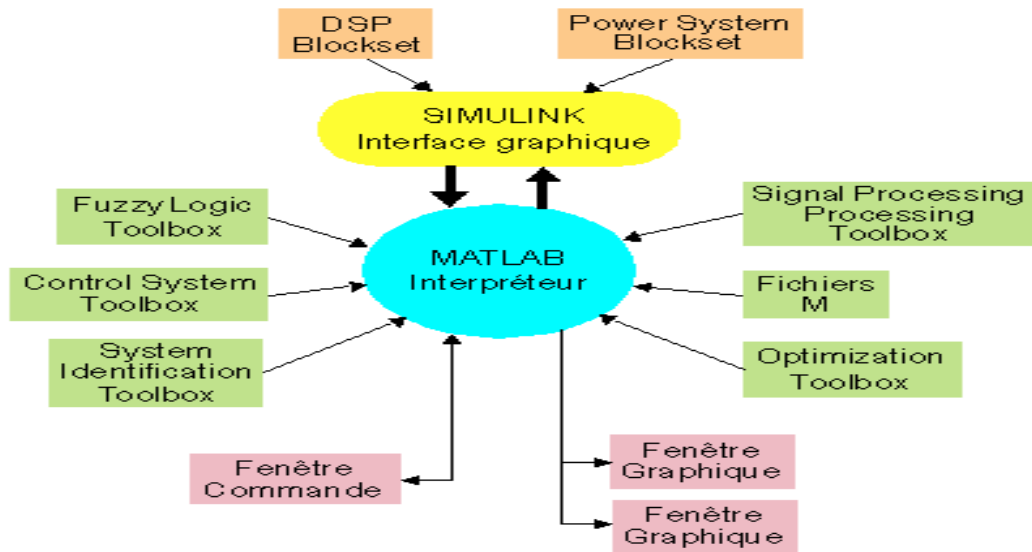 DSP
Blockset
Power System
Blockset
SIMULINK
Interface graphique
Fuzzy Logic
Toolbox
Signal Processing
Processing
Toolbox
MATLAB
Interpréteur
Control System
Toolbox
Fichiers
M
System
Identification
Toolbox
Optimization
Toolbox
Fenêtre
Commande
Fenêtre
Graphique
Fenêtre
Graphique